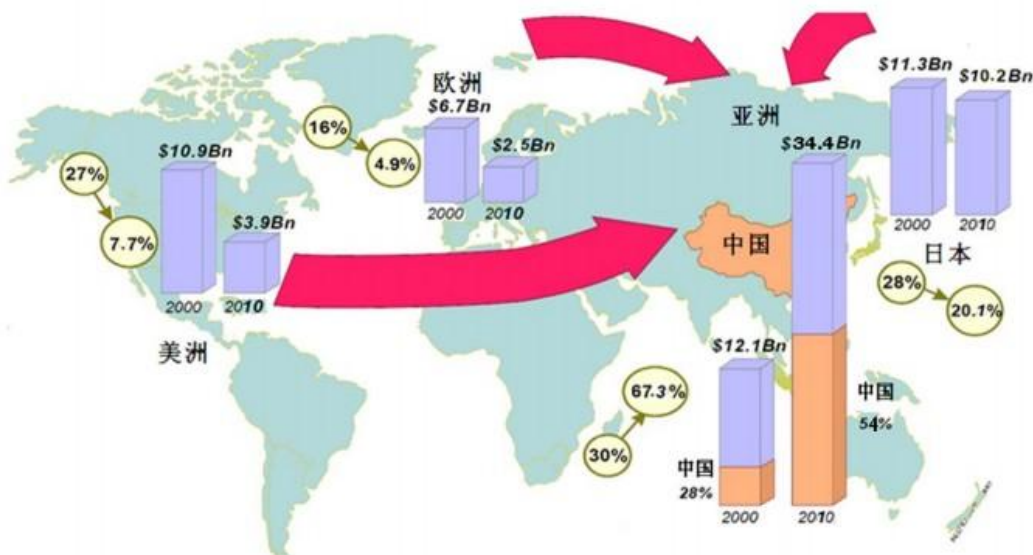 欧洲
$6.7Bn
$2.5Bn
2000
2010
16%
4.9%
27%
7.7%
$10.9Bn
$3.9Bn
2000
2010
美洲
亚洲
$34.4Bn
$11.3Bn
$10.2Bn
2000
2010
日本
28%
20.1%
中国
$12.1Bn
67.3%
30%
中国
28%
中国
54%
2000
2010